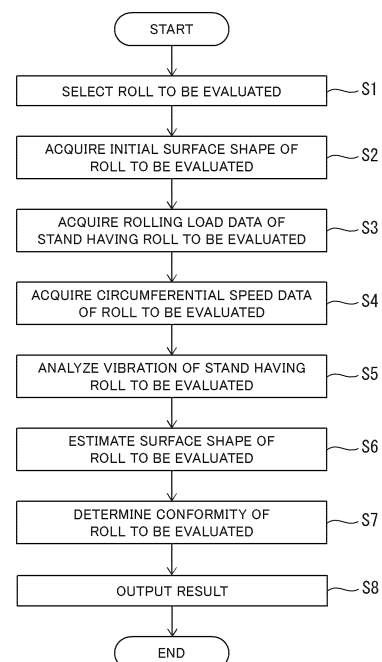 START
SELECT ROLL TO BE EVALUATED
S1
ACQUIRE INITIAL SURFACE SHAPE OF
ROLL TO BE EVALUATED
S2
ACQUIRE ROLLING LOAD DATA OF
STAND HAVING ROLL TO BE EVALUATED
S3
ACQUIRE CIRCUMFERENTIAL SPEED DATA
OF ROLL TO BE EVALUATED
S4
ANALYZE VIBRATION OF STAND HAVING
ROLL TO BE EVALUATED
S5
ESTIMATE SURFACE SHAPE OF
ROLL TO BE EVALUATED
S6
DETERMINE CONFORMITY OF
ROLL TO BE EVALUATED
S7
OUTPUT RESULT
S8
END